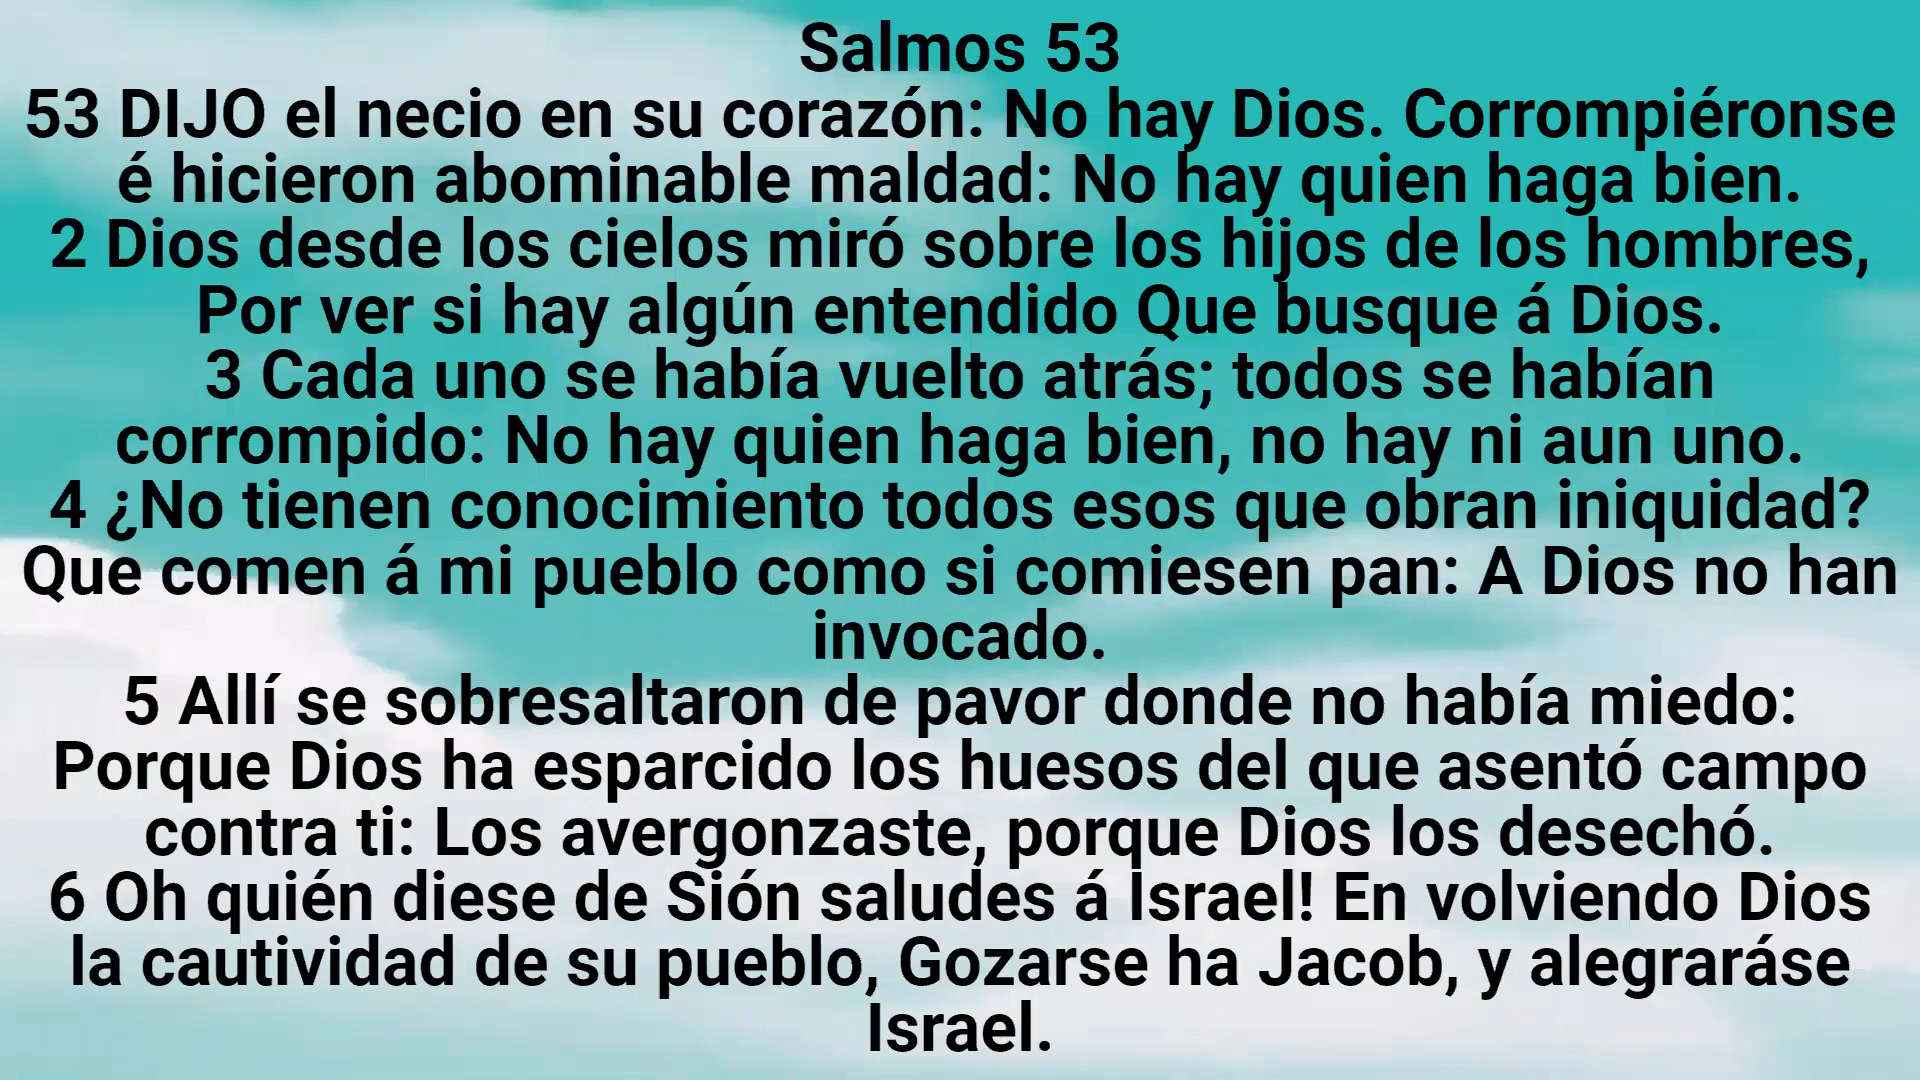 Salmos 53
53 DIJO el necio en su corazón: No hay Dios. Corrompiéronse
é hicieron abominable maldad: No hay quien haga bien.
2 Dios desde los cielos miró sobre los hijos de los hombres,
Por ver si hay algún entendido Que busque á Dios.
3 Cada uno se había vuelto atrás; todos se habían
corrompido: No hay quien haga bien, no hay ni aun uno.
4 ¿No tienen conocimiento todos esos que obran iniquidad?
Que comen á mi pueblo como si comiesen pan: A Dios no han
invocado.
5 Allí se sobresaltaron de pavor donde no había miedo:
Porque Dios ha esparcido los huesos del que asentó campo
contra ti: Los avergonzaste, porque Dios los desechó.
6 Oh quién diese de Sión saludes á Israel! En volviendo Dios
la cautividad de su pueblo, Gozarse ha Jacob, y alegraráse
Israel.